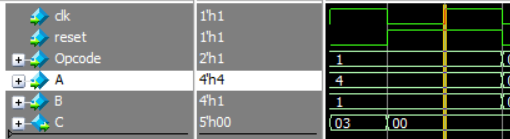 clk 1'h1
reset 1'h1
Opcode 2'h1 1
A 4'h4 4
B 4'h1 1
C 5'h00 03 00